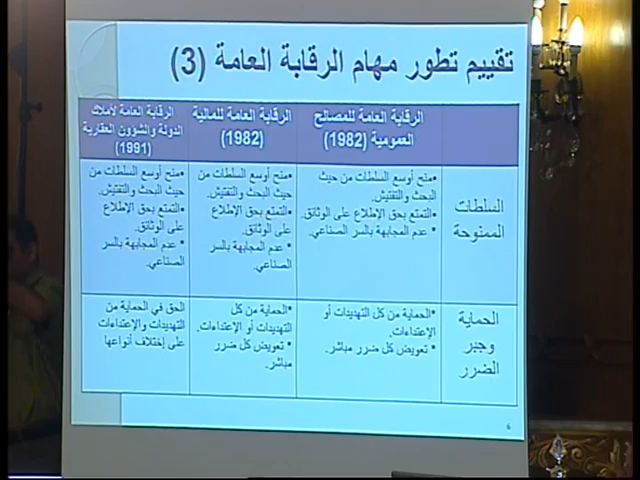 تقييم تطور مهام الرقابة العامة (3)
الرقابة العامة للمصالح
العمومية (1982)
الرقابة العامة للمالية
(1982)
الرقابة العامة لأملاك
الدولة والشؤون العقارية
(1991)
السلطات
الممنوحة
•منح أوسع السلطات من حيث
البحث والتفتيش.
•التمتع بحق الإطلاع على الوثائق.
• عدم المجابهة بالسر الصناعي.
•منح أوسع السلطات من
حيث البحث والتفتيش.
•التمتع بحق الإطلاع
على الوثائق.
• عدم المجابهة بالسر
الصناعي.
•منح أوسع السلطات من
حيث البحث والتفتيش.
• التمتع بحق الإطلاع
على الوثائق.
• عدم المجابهة بالسر
الصناعي.
الحماية
وجبر
الضرر
•الحماية من كل التهديدات أو
الإعتداءات.
• تعويض كل ضرر مباشر.
•الحماية من كل
التهديدات أو الإعتداءات.
• تعويض كل ضرر
مباشر.
الحق في الحماية من
التهديدات والإعتداءات
على إختلاف أنواعها
6